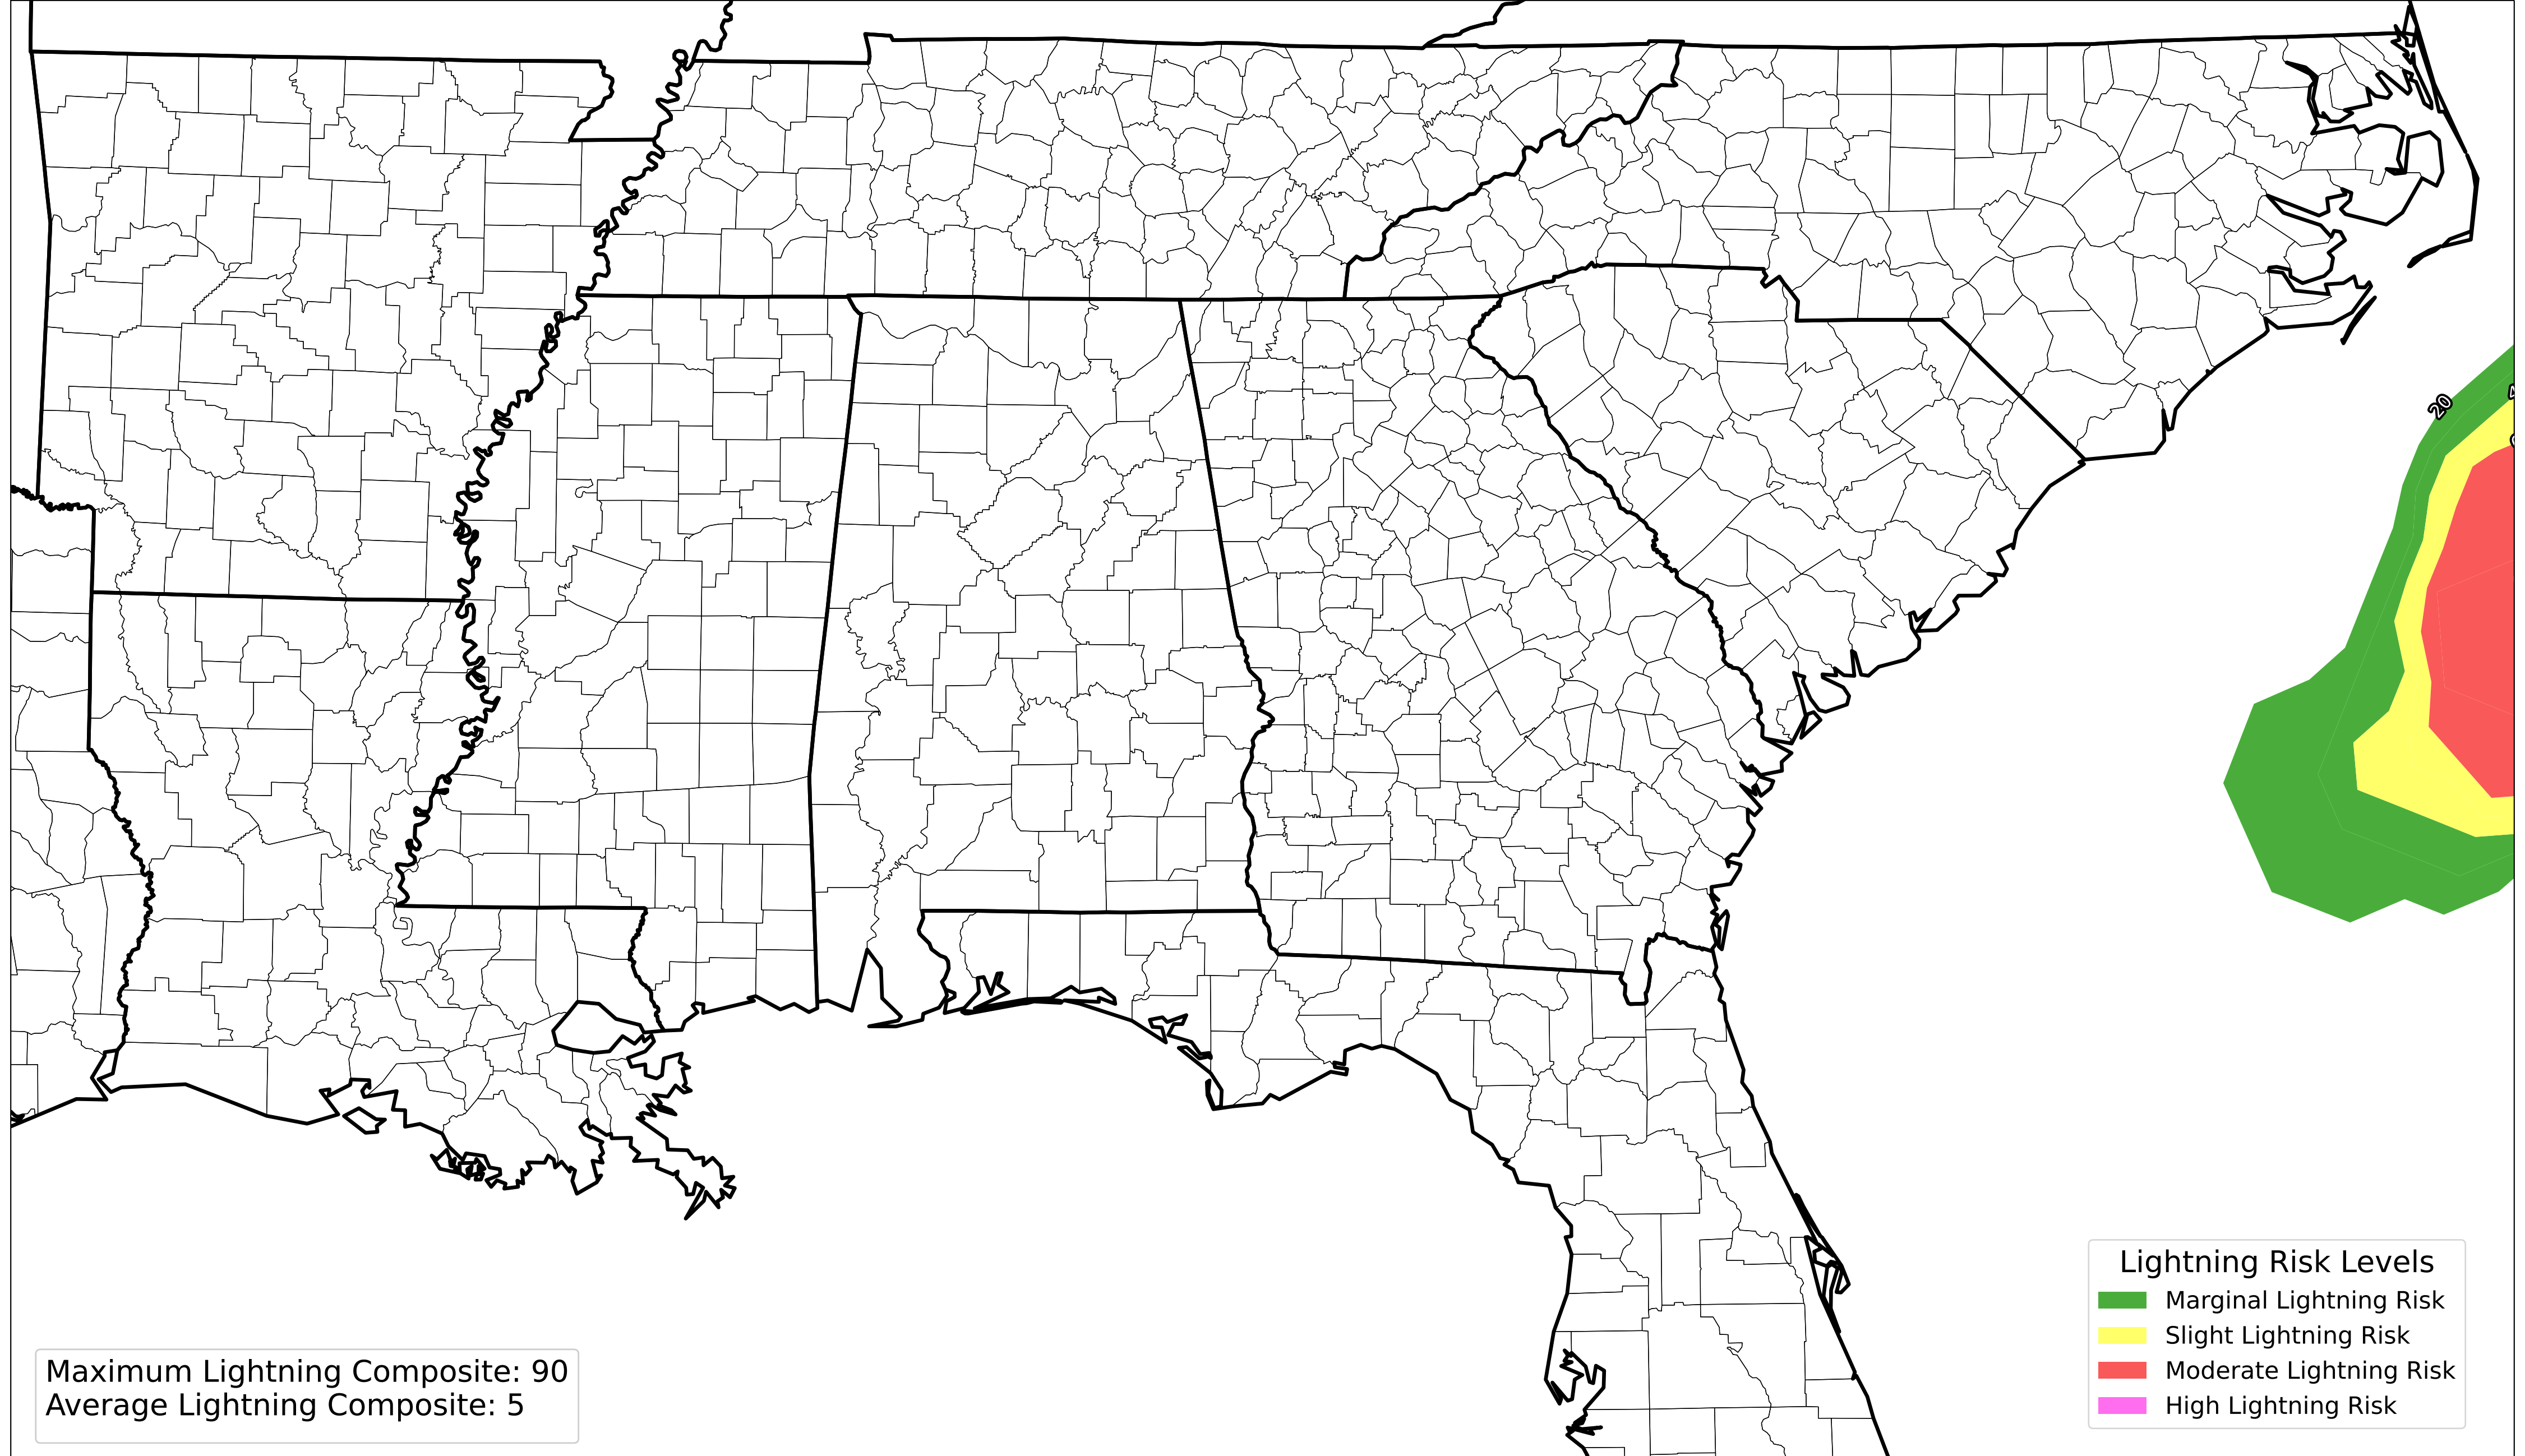 20
Lightning Risk Levels
Marginal Lightning Risk
Slight Lightning Risk
Moderate Lightning Risk
High Lightning Risk
Maximum Lightning Composite: 90
Average Lightning Composite: 5